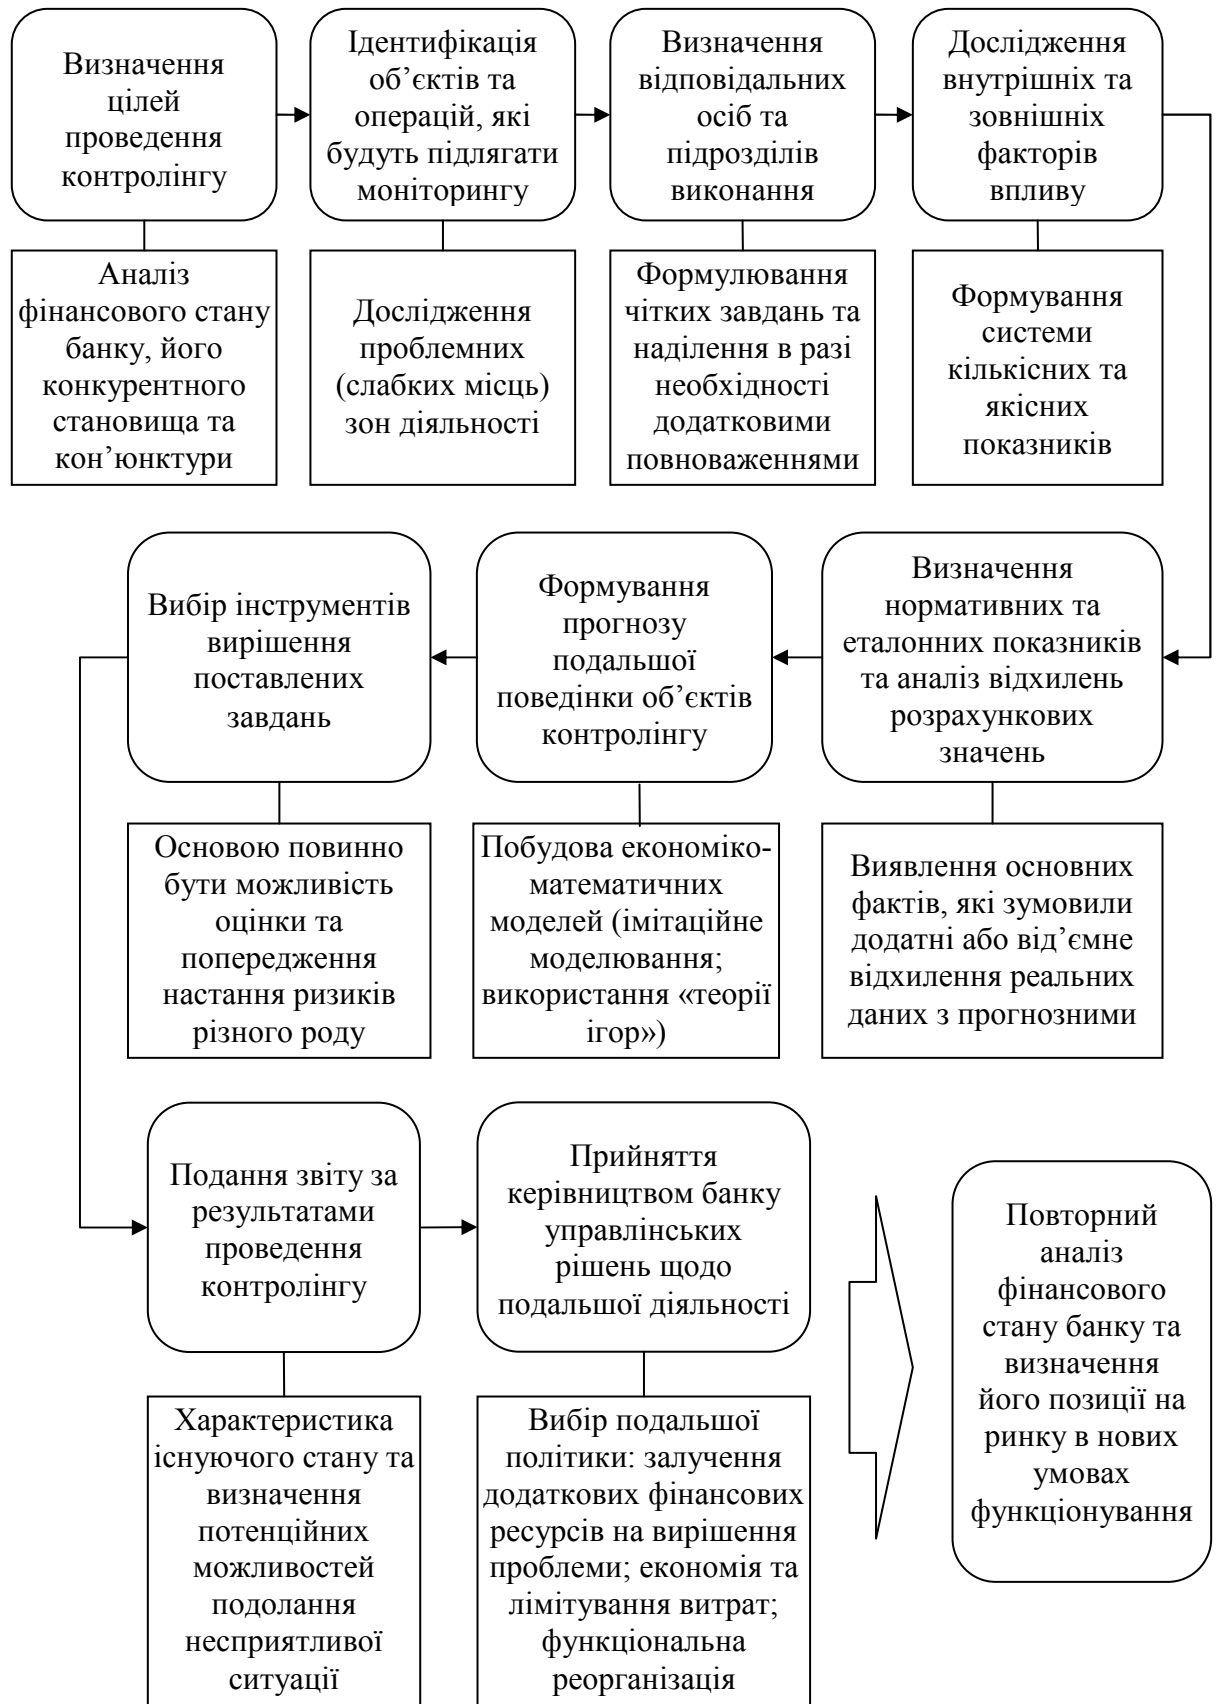 Визначення
цілей
проведення
контролінгу
Ідентифікація
об’єктів та
операцій, які
будуть підлягати
моніторингу
Визначення
відповідальних
осіб та
підрозділів
виконання
Дослідження
внутрішніх та
зовнішніх
факторів
впливу
Аналіз
фінансового стану
банку, його
конкурентного
становища та
кон’юнктури
Дослідження
проблемних
(слабких місць)
зон діяльності
Формулювання
чітких завдань та
наділення в разі
необхідності
додатковими
повноваженнями
Формування
системи
кількісних та
якісних
показників
Вибір інструментів
вирішення
поставлених
завдань
Формування
прогнозу
подальшої
поведінки об’єктів
контролінгу
Визначення
нормативних та
еталонних показників
та аналіз відхилень
розрахункових
значень
Основою повинно
бути можливість
оцінки та
попередження
настання ризиків
різного роду
Побудова економіко-
математичних
моделей (імітаційне
моделювання;
використання «теорії
ігор»)
Виявлення основних
фактів, які зумовили
додатні або від’ємне
відхилення реальних
даних з прогнозними
Подання звіту за
результатами
проведення
контролінгу
Прийняття
керівництвом банку
управлінських
рішень щодо
подальшої діяльності
Повторний
аналіз
фінансового
стану банку та
визначення
його позиції на
ринку в нових
умовах
функціонування
Характеристика
існуючого стану та
визначення
потенційних
можливостей
подолання
несприятливої
ситуації
Вибір подальшої
політики: залучення
додаткових фінансових
ресурсів на вирішення
проблеми; економія та
лімітування витрат;
функціональна
реорганізація